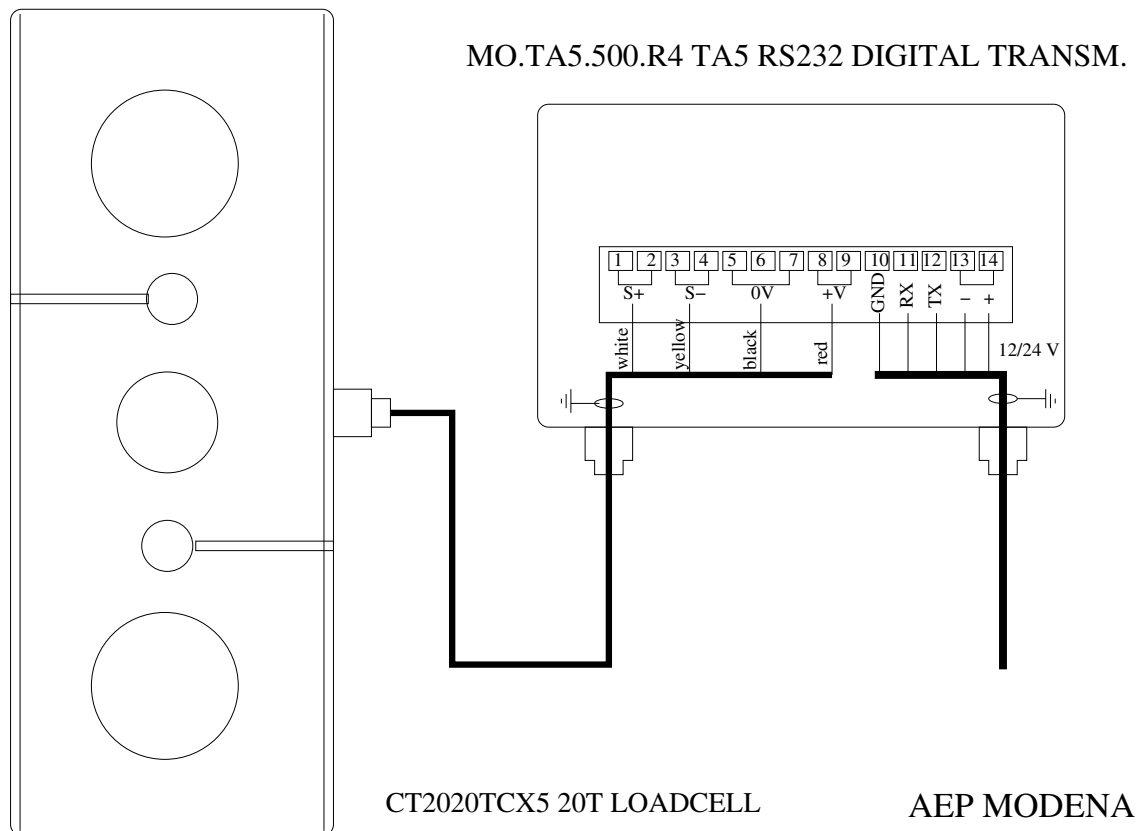 MO.TA5.500.R4 TA5 RS232 DIGITAL TRANSM.
1 2 3 4 5 6 7 8 9 10 11 12 13 14
S+ S− 0V +V GND RX TX − +
white yellow black red 12/24 V
CT2020TCX5 20T LOADCELL AEP MODENA